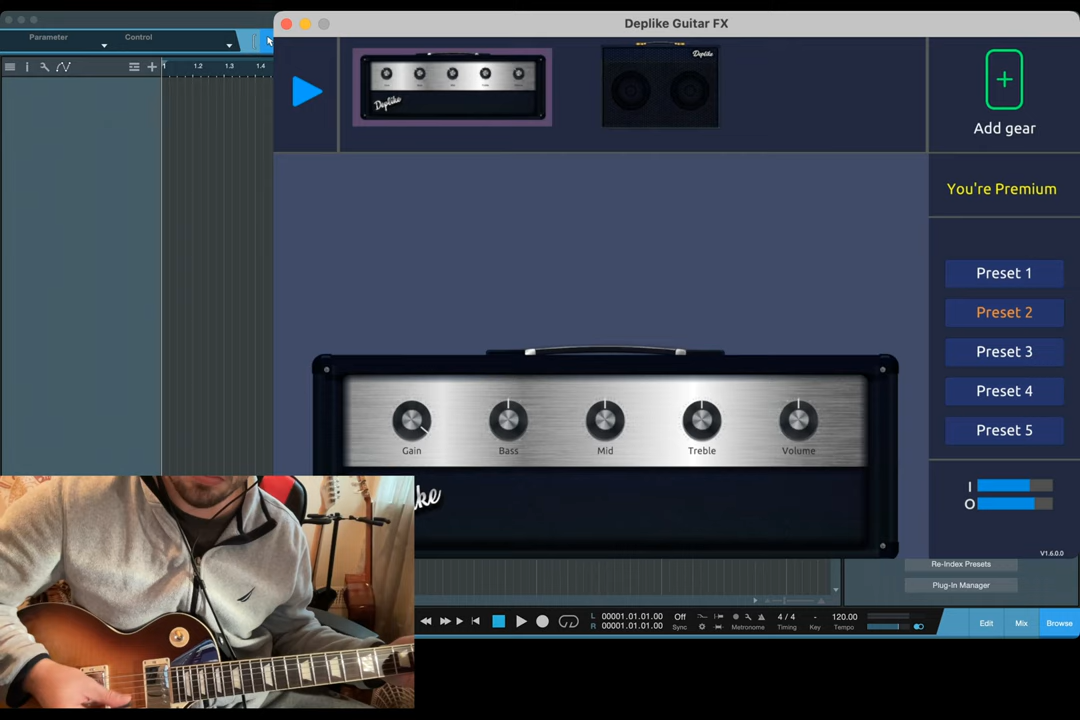 Deplike Guitar FX
Parameter
Control
1
1.2
1.3
1.4
Deplike
Deplike
Add gear
You're Premium
Preset 1
Preset 2
Preset 3
Preset 4
Preset 5
Gain
Bass
Mid
Treble
Volume
I
O
V1.6.0.0
Re-Index Presets
Plug-In Manager
L 00001.01.01.00
R 00001.01.01.00
Off
Sync
Metronome
4 / 4
Timing
-
Key
120.00
Tempo
Edit
Mix
Browse